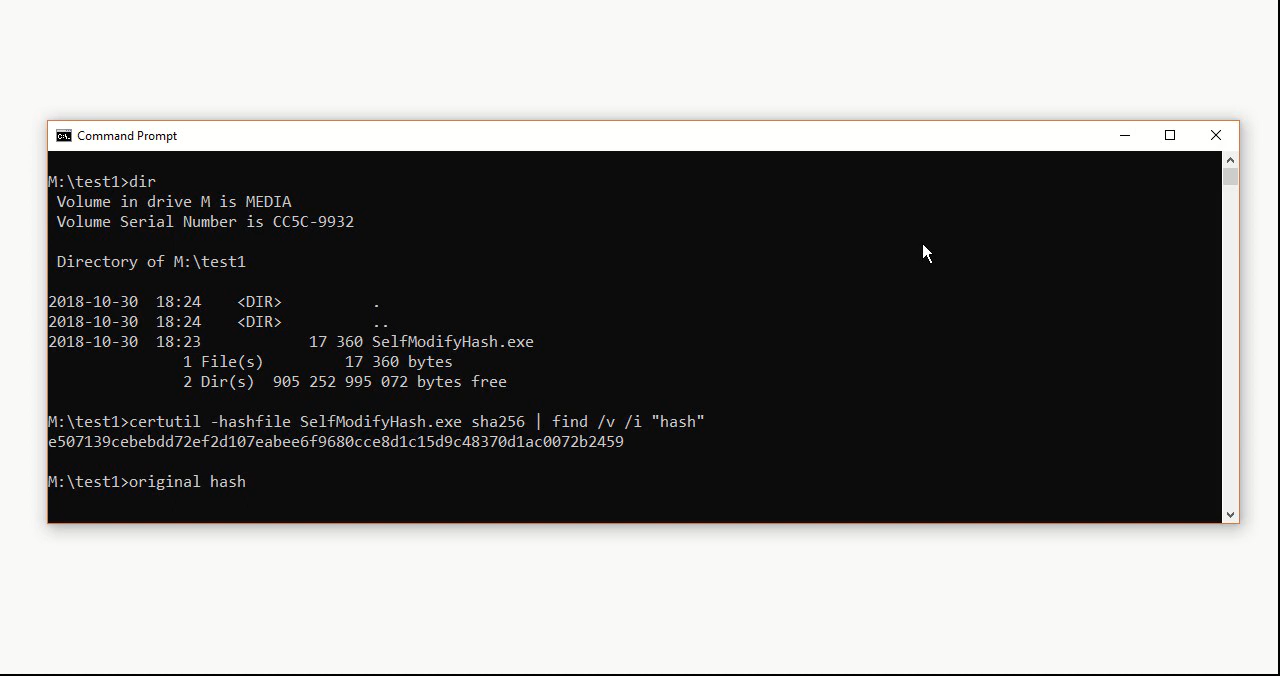 Command Prompt
M:\test1>dir
 Volume in drive M is MEDIA
 Volume Serial Number is CC5C-9932
 Directory of M:\test1
2018-10-30  18:24    <DIR>          .
2018-10-30  18:24    <DIR>          ..
2018-10-30  18:23            17 360 SelfModifyHash.exe
               1 File(s)         17 360 bytes
               2 Dir(s)  905 252 995 072 bytes free
M:\test1>certutil -hashfile SelfModifyHash.exe sha256 | find /v /i "hash"
e507139cebebdd72ef2d107eabee6f9680cce8d1c15d9c48370d1ac0072b2459
M:\test1>original hash